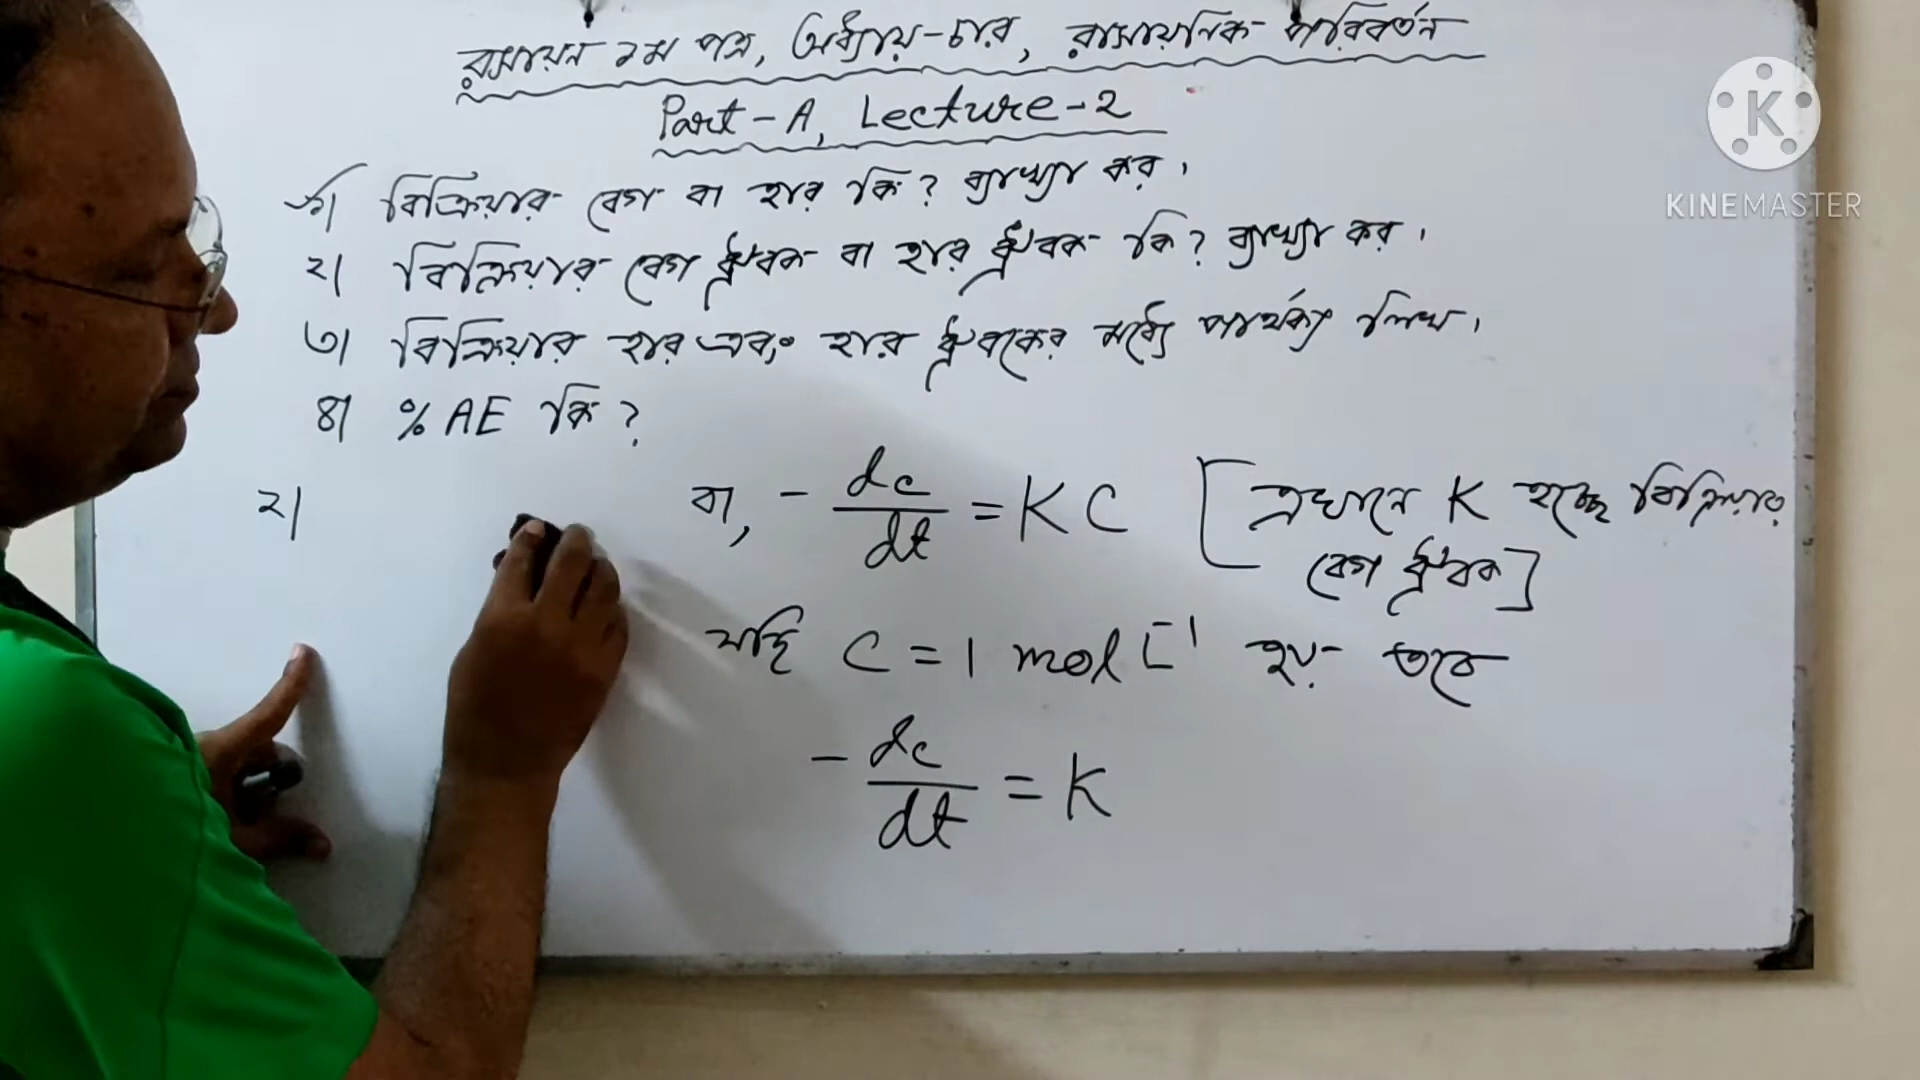 রসায়ন ১ম পত্র, অধ্যায়-চার, রাসায়নিক পরিবর্তন
Part-A, Lecture-2
১। বিক্রিয়ার বেগ বা হার কি? ব্যাখ্যা কর।
২। বিক্রিয়ার বেগ ধ্রুবক বা হার ধ্রুবক কি? ব্যাখ্যা কর।
৩। বিক্রিয়ার হার এবং হার ধ্রুবকের মধ্যে পার্থক্য লিখ।
৪। % AE কি?
২। বা, - dc/dt = KC [এখানে K হচ্ছে বিক্রিয়ার
বেগ ধ্রুবক]
যদি C = 1 mol L⁻¹ হয় তবে
- dc/dt = K
K
KINEMASTER